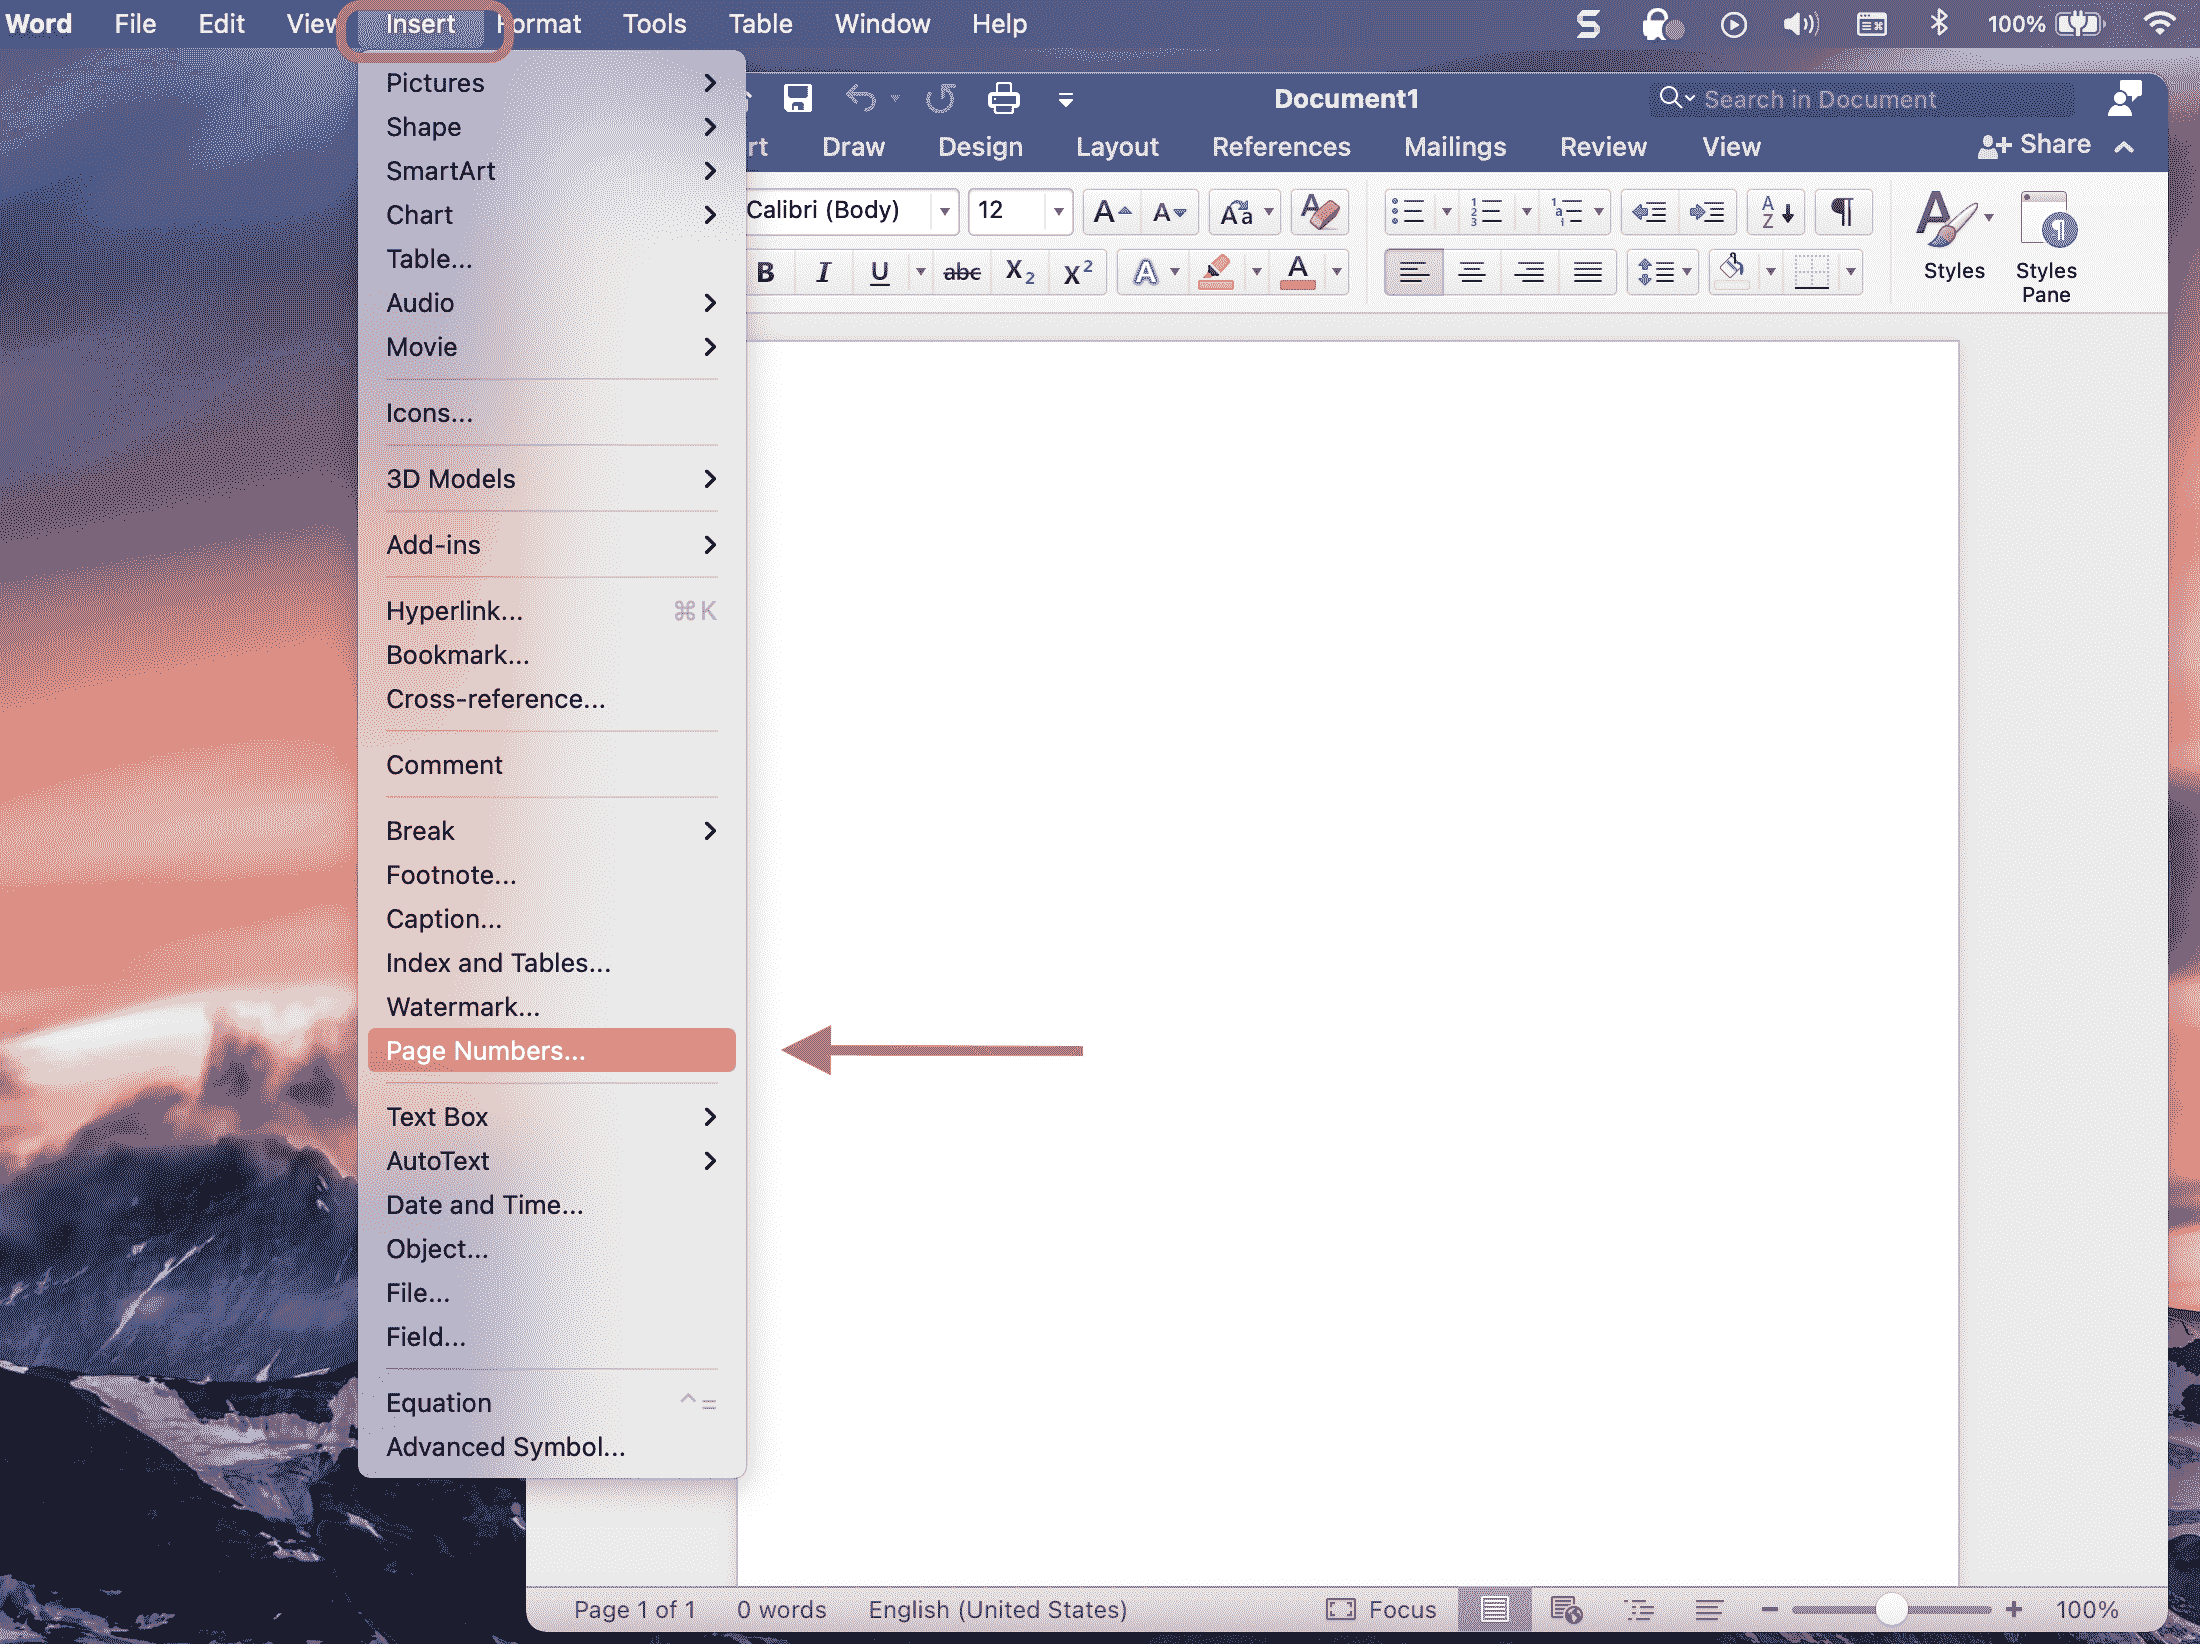 Word File Edit View Insert Format Tools Table Window Help 100%
Pictures
Shape
SmartArt
Chart
Table...
Audio
Movie
Icons...
3D Models
Add-ins
Hyperlink... ⌘K
Bookmark...
Cross-reference...
Comment
Break
Footnote...
Caption...
Index and Tables...
Watermark...
Page Numbers...
Text Box
AutoText
Date and Time...
Object...
File...
Field...
Equation ^=
Advanced Symbol...
Document1 Search in Document
rt Draw Design Layout References Mailings Review View Share
Calibri (Body) 12
B I U abc X2 X2
Styles Styles
Pane
Page 1 of 1 0 words English (United States) Focus 100%